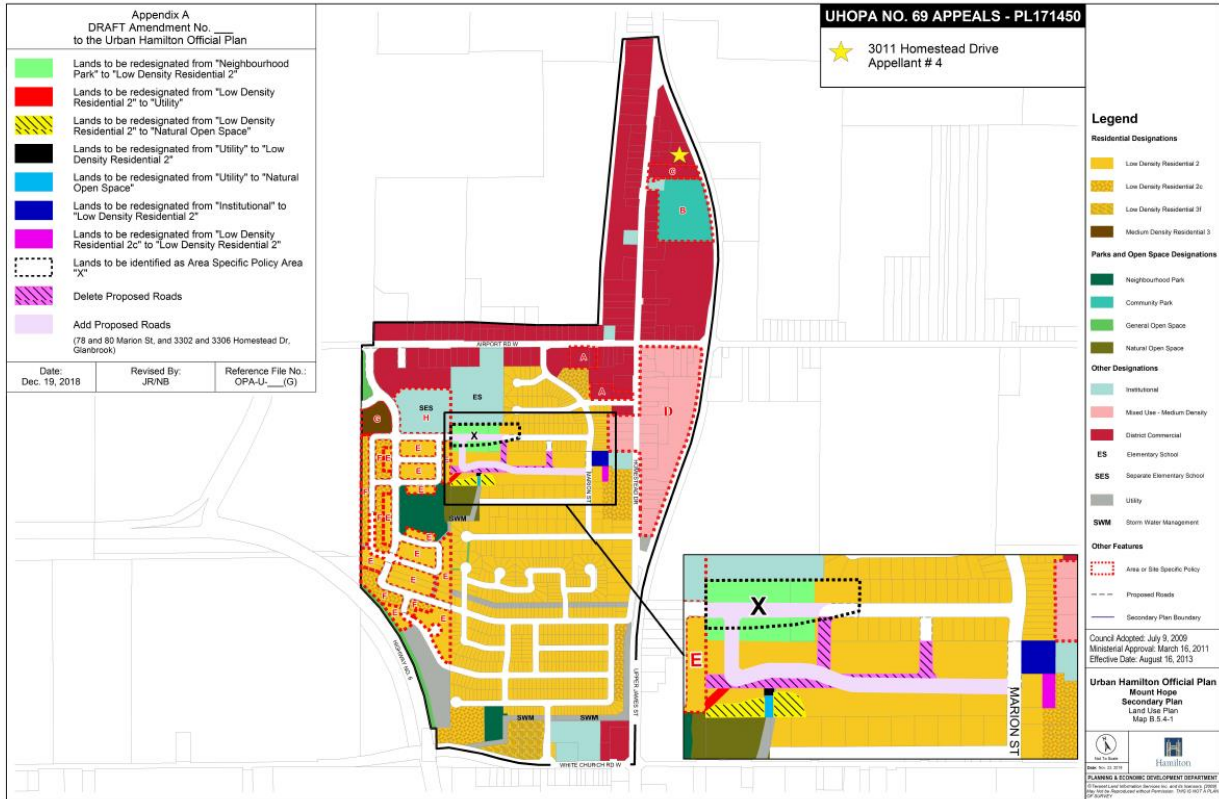 Appendix A
DRAFT Amendment No. ___
to the Urban Hamilton Official Plan
Lands to be redesignated from "Neighbourhood
Park" to "Low Density Residential 2"
Lands to be redesignated from "Low Density
Residential 2" to "Utility"
Lands to be redesignated from "Low Density
Residential 2" to "Natural Open Space"
Lands to be redesignated from "Utility" to "Low
Density Residential 2"
Lands to be redesignated from "Utility" to "Natural
Open Space"
Lands to be redesignated from "Institutional" to
"Low Density Residential 2"
Lands to be redesignated from "Low Density
Residential 2c" to "Low Density Residential 2"
Lands to be identified as Area Specific Policy Area
"X"
Delete Proposed Roads
Add Proposed Roads
(78 and 80 Marion St, and 3302 and 3306 Homestead Dr,
Glanbrook)
Date:
Dec. 19, 2018
Revised By:
JR/NB
Reference File No.:
OPA-U-___(G)
UHOPA NO. 69 APPEALS - PL171450
3011 Homestead Drive
Appellant # 4
C
B
AIRPORT RD W
A
A
D
ES
SES
H
G
X
E
E
E
F
E
F
E
F
E
SWM
E
E
E
E
E
E
F
F
E
E
MARION ST
HOMESTEAD DR
HIGHWAY NO. 6
UPPER JAMES ST
SWM
SWM
WHITE CHURCH RD W
X
E
MARION ST
Legend
Residential Designations
Low Density Residential 2
Low Density Residential 2c
Low Density Residential 3f
Medium Density Residential 3
Parks and Open Space Designations
Neighbourhood Park
Community Park
General Open Space
Natural Open Space
Other Designations
Institutional
Mixed Use - Medium Density
District Commercial
ES Elementary School
SES Separate Elementary School
Utility
SWM Storm Water Management
Other Features
Area or Site Specific Policy
Proposed Roads
Secondary Plan Boundary
Council Adopted: July 9, 2009
Ministerial Approval: March 16, 2011
Effective Date: August 16, 2013
Urban Hamilton Official Plan
Mount Hope
Secondary Plan
Land Use Plan
Map B.5.4-1
N
Not To Scale
Hamilton
PLANNING & ECONOMIC DEVELOPMENT DEPARTMENT